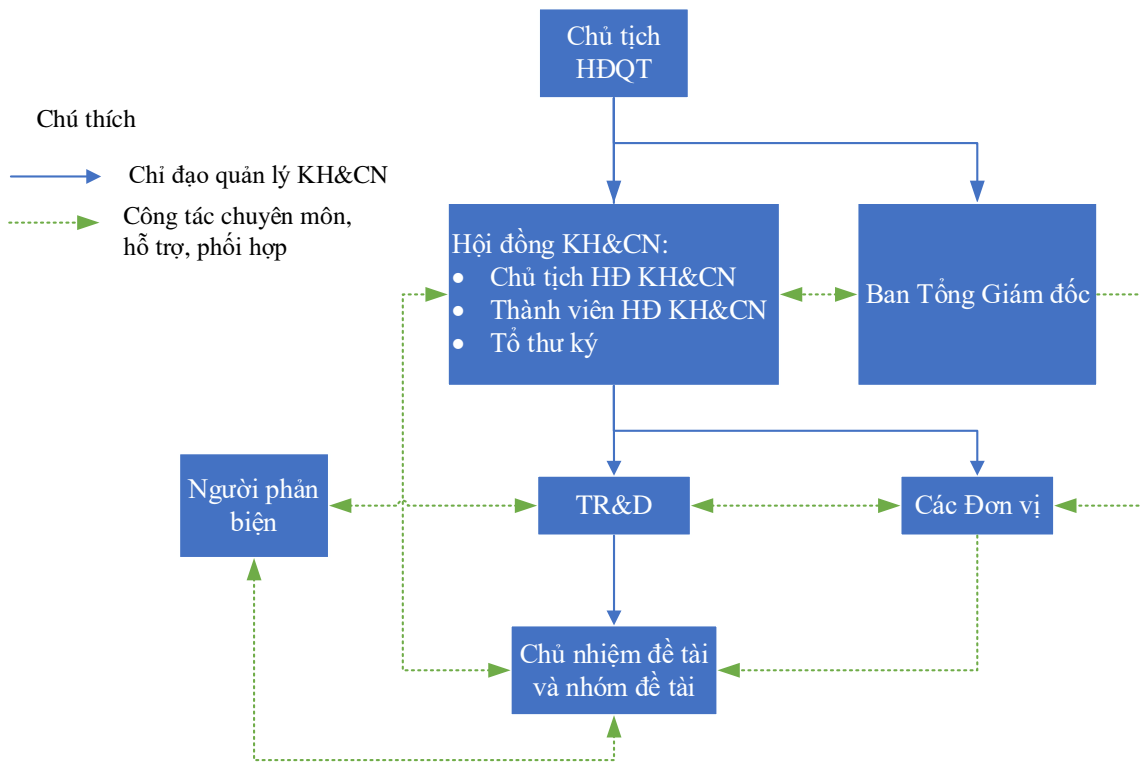 Chủ tịch
HĐQT
Chú thích
Chỉ đạo quản lý KH&CN
Công tác chuyên môn,
hỗ trợ, phối hợp
Hội đồng KH&CN:
● Chủ tịch HĐ KH&CN
● Thành viên HĐ KH&CN
● Tổ thư ký
Ban Tổng Giám đốc
Người phản
biện
TR&D
Các Đơn vị
Chủ nhiệm đề tài
và nhóm đề tài